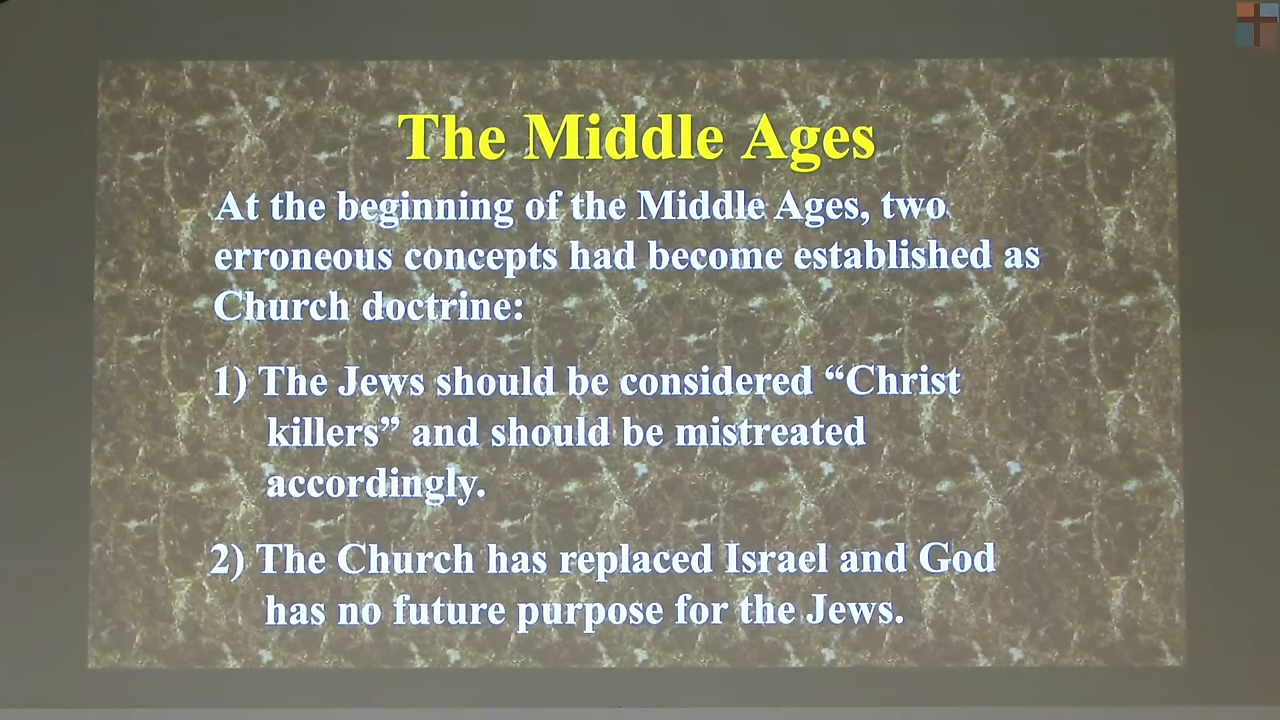 The Middle Ages
At the beginning of the Middle Ages, two
erroneous concepts had become established as
Church doctrine:
1) The Jews should be considered “Christ
killers” and should be mistreated
accordingly.
2) The Church has replaced Israel and God
has no future purpose for the Jews.